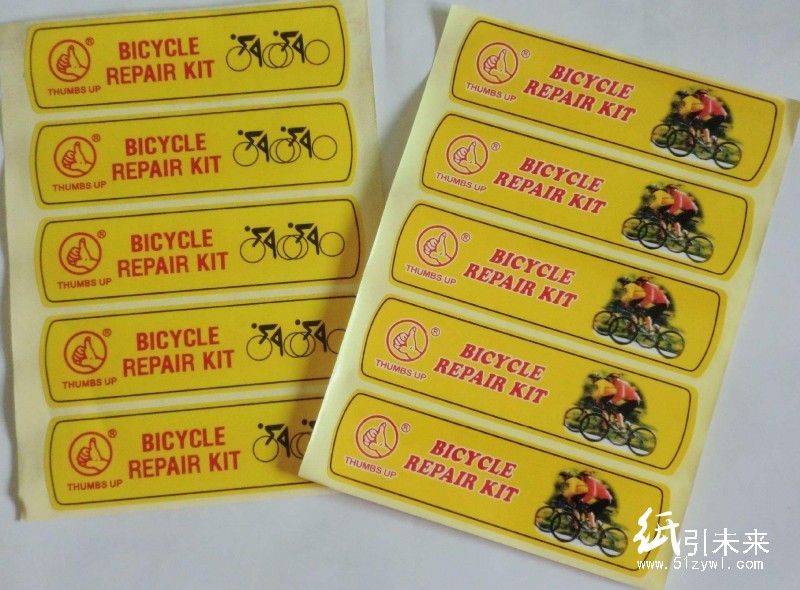 THUMBS UP
®
BICYCLE
REPAIR KIT
THUMBS UP
®
BICYCLE
REPAIR KIT
THUMBS UP
®
BICYCLE
REPAIR KIT
THUMBS UP
®
BICYCLE
REPAIR KIT
THUMBS UP
®
BICYCLE
REPAIR KIT
THUMBS UP
®
BICYCLE
REPAIR KIT
THUMBS UP
®
BICYCLE
REPAIR KIT
THUMBS UP
®
BICYCLE
REPAIR KIT
THUMBS UP
®
BICYCLE
REPAIR KIT
THUMBS UP
®
BICYCLE
REPAIR KIT
纸引未来
www.51zywl.com